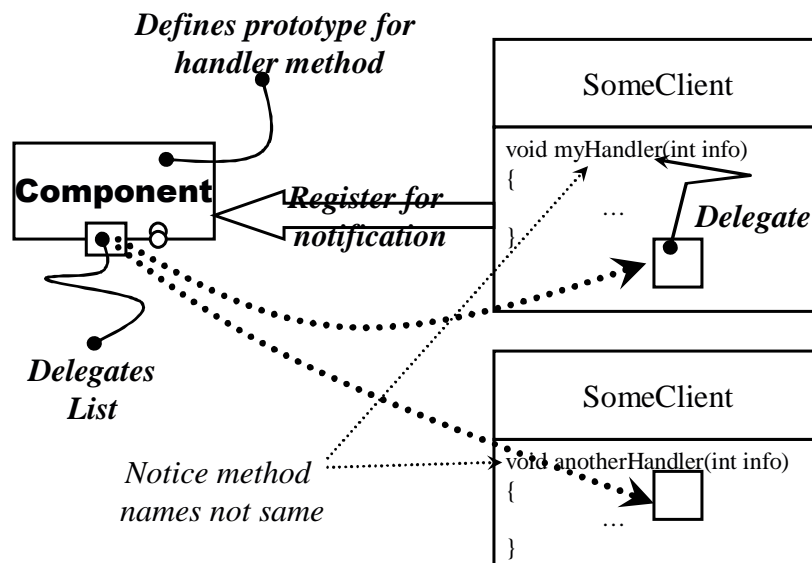 Defines prototype for
handler method
Component
Register for
notification
Delegates
List
Notice method
names not same
SomeClient
void myHandler(int info)
{
…
Delegate
}
SomeClient
void anotherHandler(int info)
{
…
}